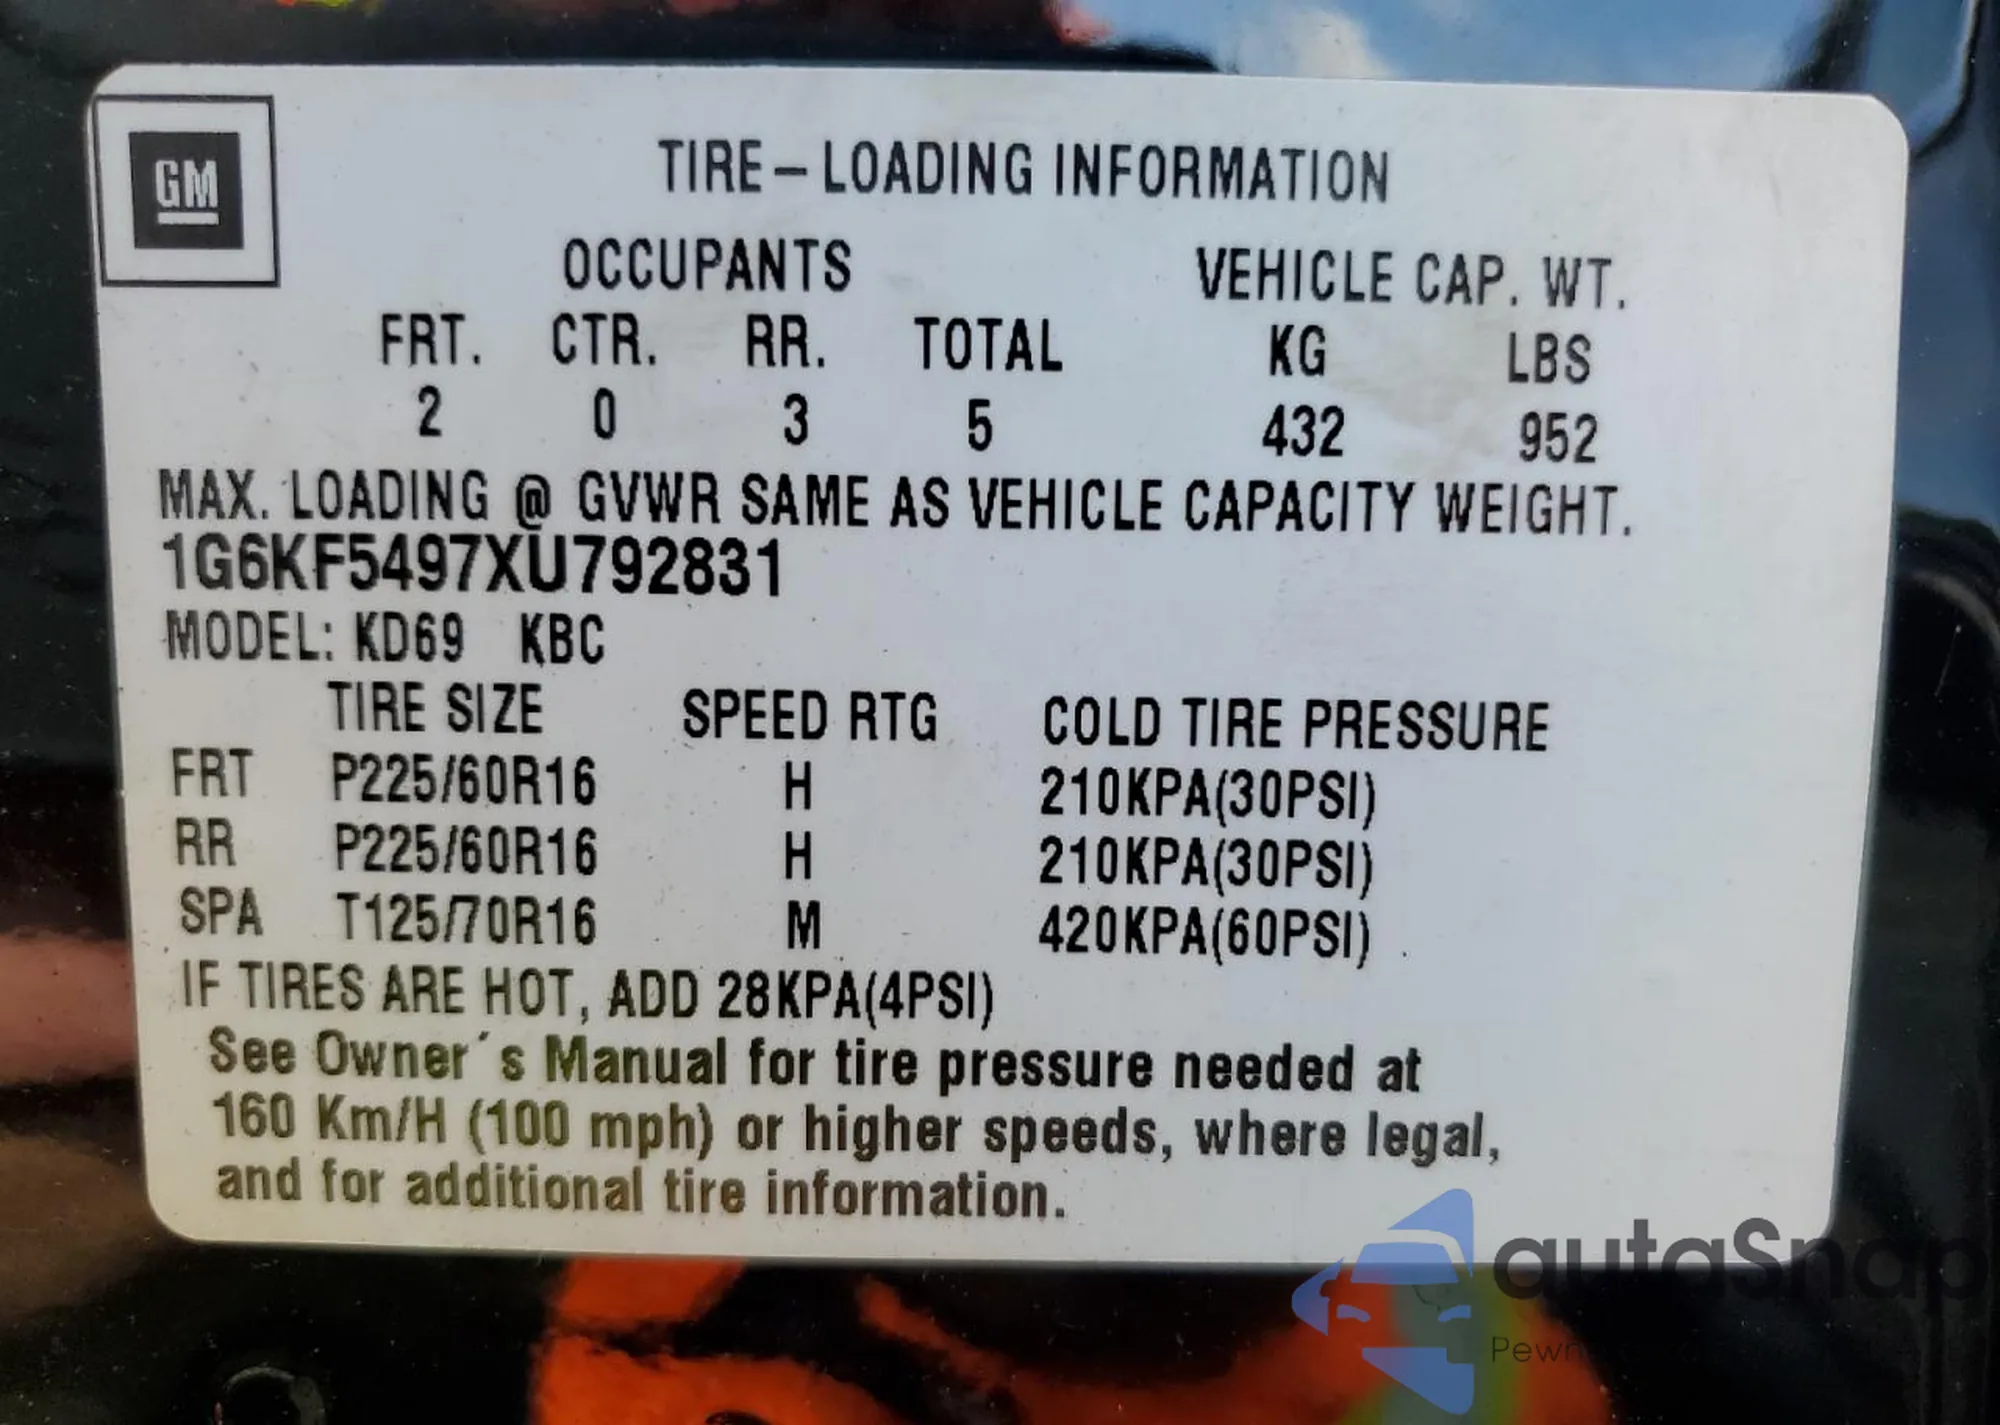 GM
TIRE – LOADING INFORMATION
OCCUPANTS VEHICLE CAP. WT.
FRT. CTR. RR. TOTAL KG LBS
2 0 3 5 432 952
MAX. LOADING @ GVWR SAME AS VEHICLE CAPACITY WEIGHT.
1G6KF5497XU792831
MODEL: KD69 KBC
TIRE SIZE SPEED RTG COLD TIRE PRESSURE
FRT P225/60R16 H 210KPA(30PSI)
RR P225/60R16 H 210KPA(30PSI)
SPA T125/70R16 M 420KPA(60PSI)
IF TIRES ARE HOT, ADD 28KPA(4PSI)
See Owner´s Manual for tire pressure needed at
160 Km/H (100 mph) or higher speeds, where legal,
and for additional tire information.
autaSnap